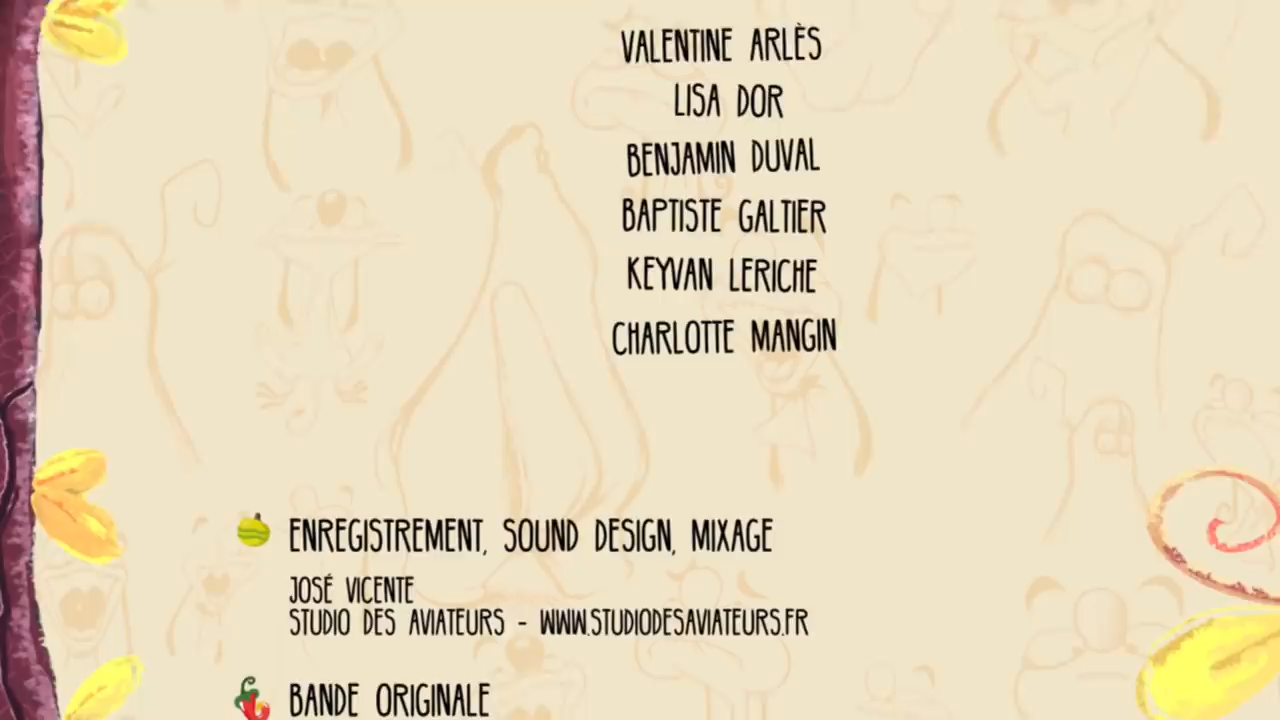 VALENTINE ARLÈS
LISA DOR
BENJAMIN DUVAL
BAPTISTE GALTIER
KEYVAN LERICHE
CHARLOTTE MANGIN
ENREGISTREMENT, SOUND DESIGN, MIXAGE
JOSÉ VICENTE
STUDIO DES AVIATEURS - WWW.STUDIODESAVIATEURS.FR
BANDE ORIGINALE